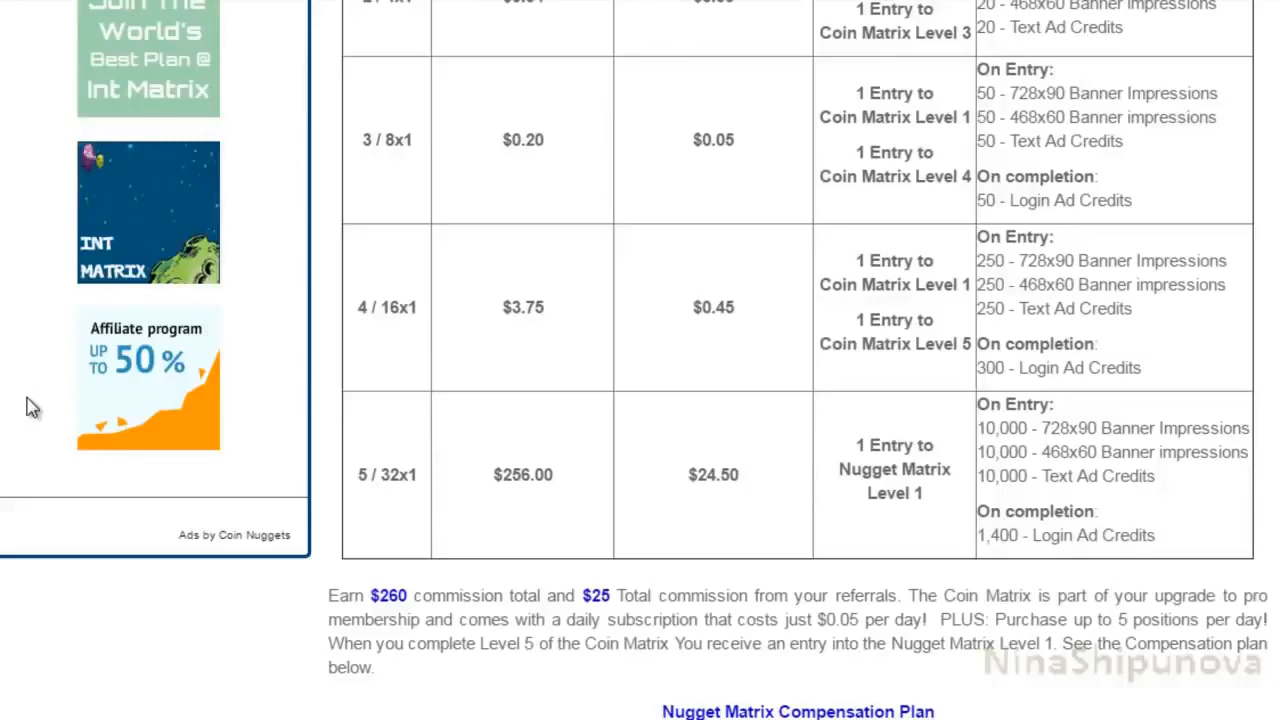 Join The
World's
Best Plan @
Int Matrix
INT
MATRIX
Affiliate program
UP TO 50 %
Ads by Coin Nuggets
1 Entry to
Coin Matrix Level 3
20 - 468x60 Banner Impressions
20 - Text Ad Credits
3 / 8x1
$0.20
$0.05
1 Entry to
Coin Matrix Level 1
1 Entry to
Coin Matrix Level 4
On Entry:
50 - 728x90 Banner Impressions
50 - 468x60 Banner impressions
50 - Text Ad Credits
On completion:
50 - Login Ad Credits
4 / 16x1
$3.75
$0.45
1 Entry to
Coin Matrix Level 1
1 Entry to
Coin Matrix Level 5
On Entry:
250 - 728x90 Banner Impressions
250 - 468x60 Banner impressions
250 - Text Ad Credits
On completion:
300 - Login Ad Credits
5 / 32x1
$256.00
$24.50
1 Entry to
Nugget Matrix
Level 1
On Entry:
10,000 - 728x90 Banner Impressions
10,000 - 468x60 Banner impressions
10,000 - Text Ad Credits
On completion:
1,400 - Login Ad Credits
Earn $260 commission total and $25 Total commission from your referrals. The Coin Matrix is part of your upgrade to pro
membership and comes with a daily subscription that costs just $0.05 per day! PLUS: Purchase up to 5 positions per day!
When you complete Level 5 of the Coin Matrix You receive an entry into the Nugget Matrix Level 1. See the Compensation plan
below.
NinaShipunova
Nugget Matrix Compensation Plan